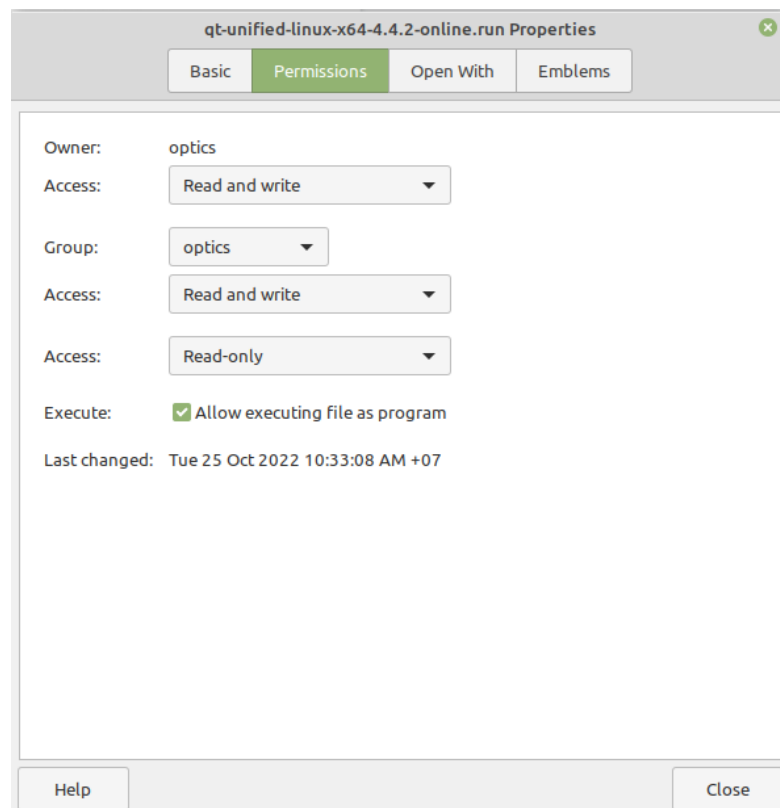 qt-unified-linux-x64-4.4.2-online.run Properties
Basic Permissions Open With Emblems
Owner: optics
Access: Read and write
Group: optics
Access: Read and write
Access: Read-only
Execute: Allow executing file as program
Last changed: Tue 25 Oct 2022 10:33:08 AM +07
Help Close